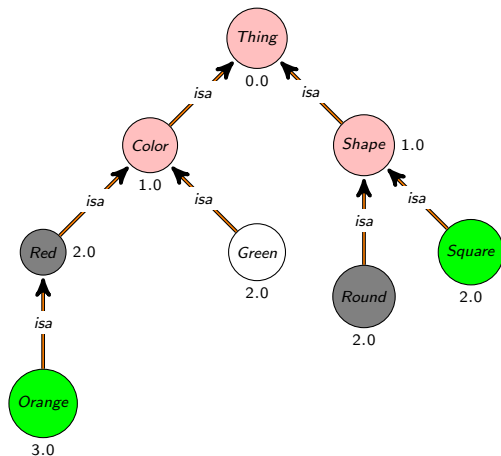 Thing
0.0
isa
isa
Color
1.0
Shape
1.0
isa
isa
isa
isa
Red
2.0
Green
2.0
Square
2.0
Round
2.0
isa
Orange
3.0